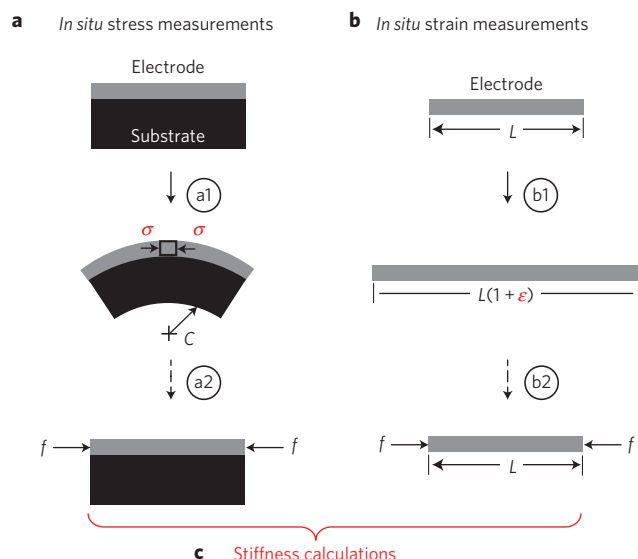 a In situ stress measurements
Electrode
Substrate
a1
σ σ
C
a2
f f
b In situ strain measurements
Electrode
L
b1
L(1 + ε)
b2
f f
L
c Stiffness calculations